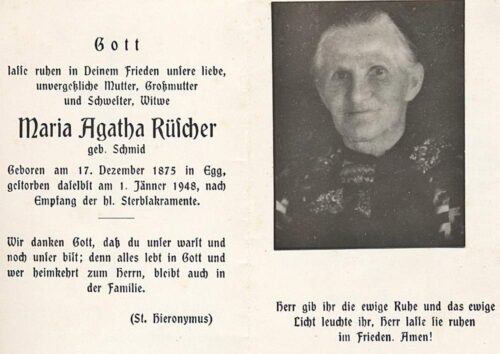 Gott
lasse ruhen in Deinem Frieden unsere liebe,
unvergeßliche Mutter, Großmutter
und Schwester, Witwe
Maria Agatha Rüscher
geb. Schmid
Geboren am 17. Dezember 1875 in Egg,
gestorben daselbst am 1. Jänner 1948, nach
Empfang der hl. Sterbsakramente.
Wir danken Gott, daß du unser warst und
noch unser bist; denn alles lebt in Gott und
wer heimkehrt zum Herrn, bleibt auch in
der Familie.
(St. Hieronymus)
Herr gib ihr die ewige Ruhe und das ewige
Licht leuchte ihr, Herr lasse sie ruhen
im Frieden. Amen!